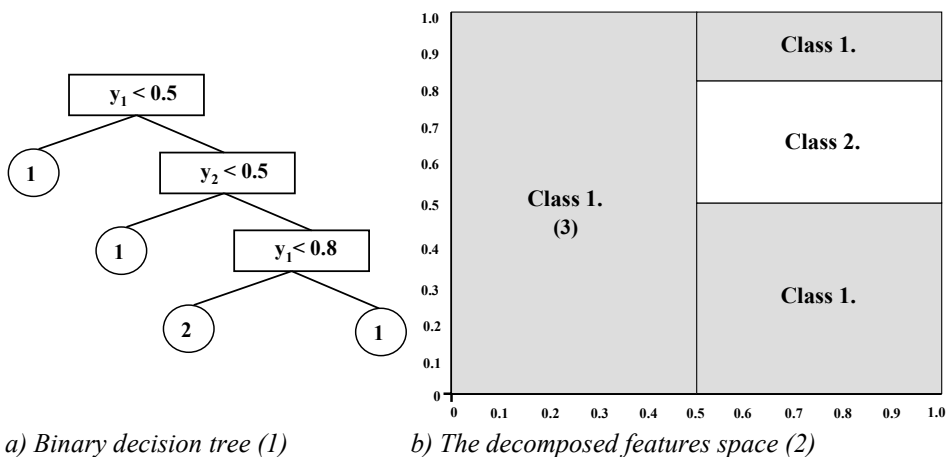 y₁ < 0.5
1
y₂ < 0.5
1
y₁< 0.8
2
1
a) Binary decision tree (1)
1.0
0.9
0.8
0.7
0.6
0.5
0.4
0.3
0.2
0.1
0
Class 1.
Class 2.
Class 1.
(3)
Class 1.
0 0.1 0.2 0.3 0.4 0.5 0.6 0.7 0.8 0.9 1.0
b) The decomposed features space (2)